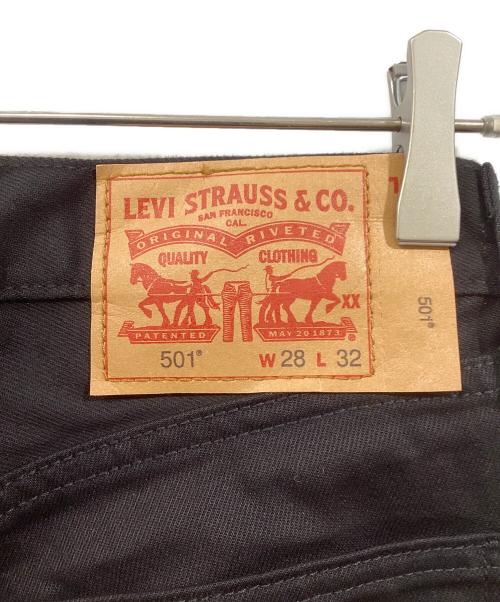 LEVI STRAUSS & CO.
SAN FRANCISCO
CAL.
ORIGINAL RIVETED
QUALITY CLOTHING
XX
PATENTED MAY 20 1873
501® W 28 L 32
501®